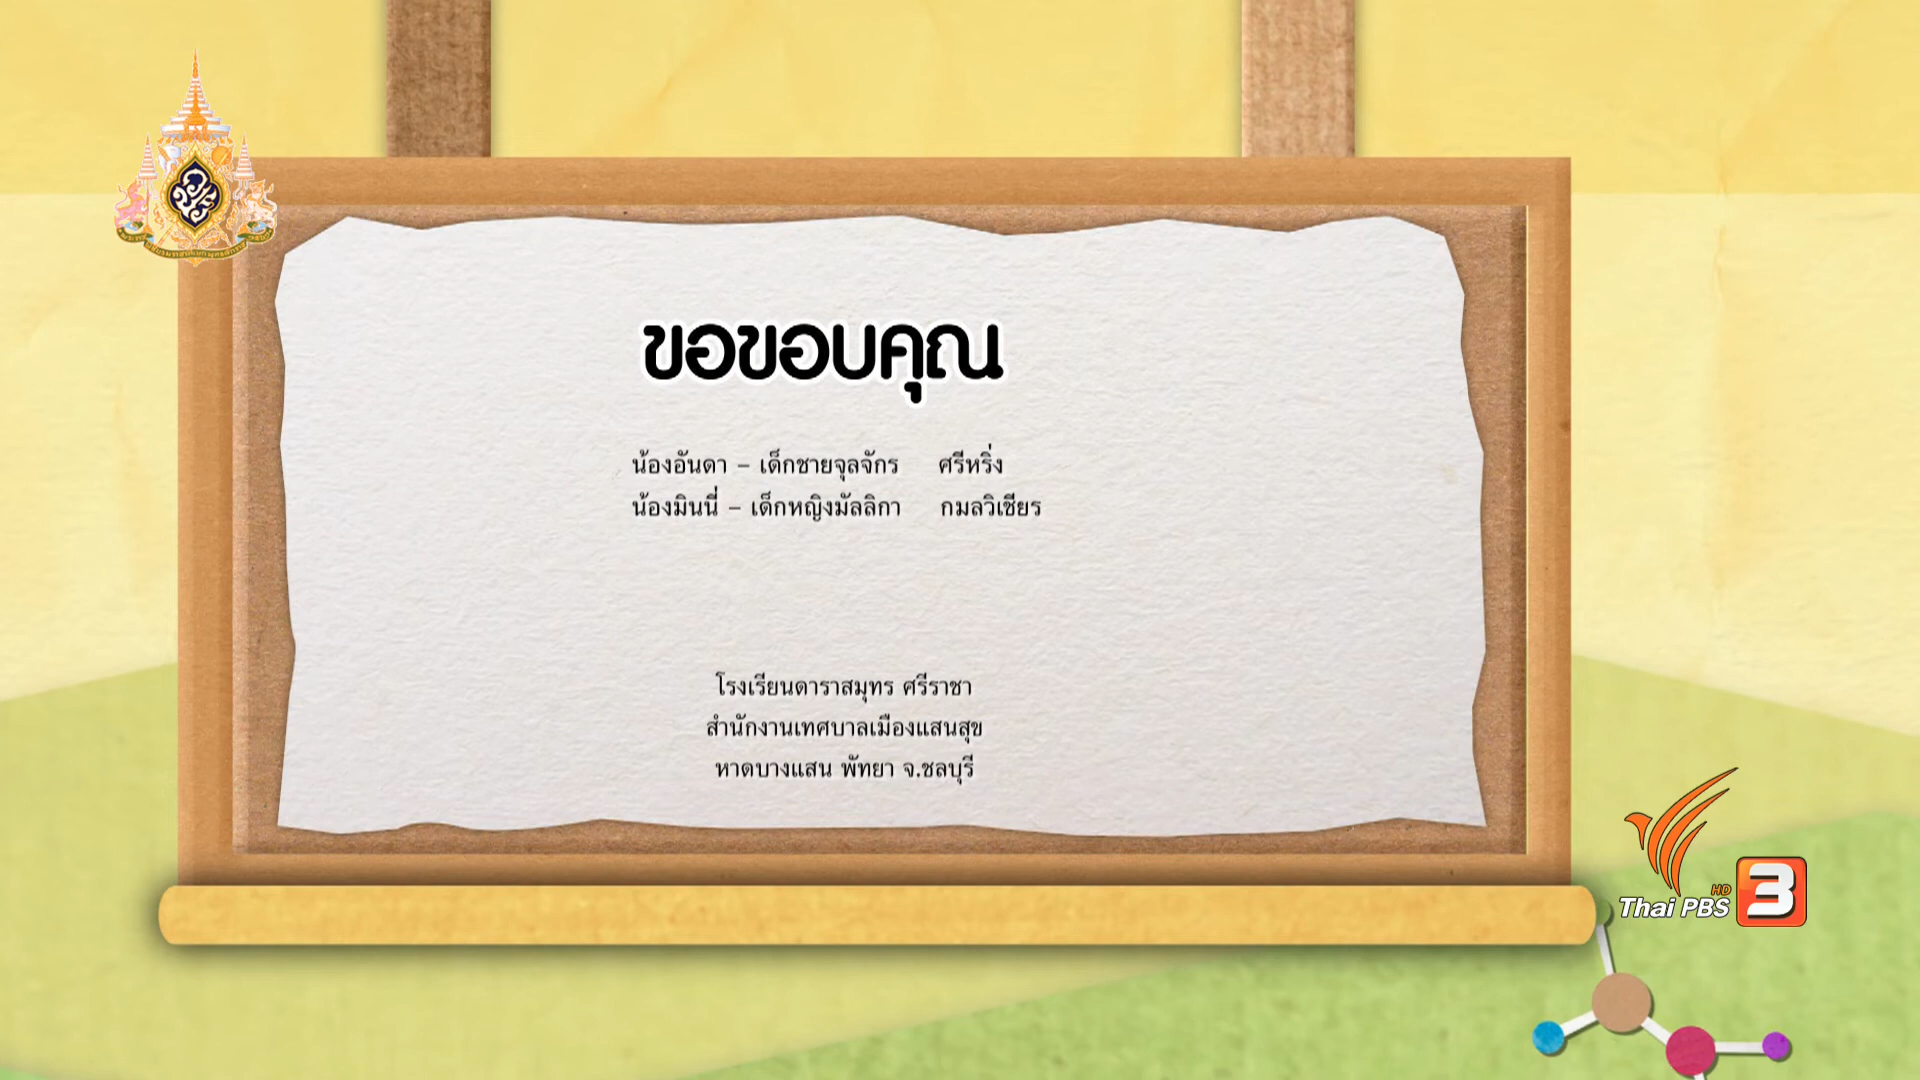 ขอขอบคุณ
น้องอันดา – เด็กชายจุลจักร ศรีหริ่ง
น้องมินนี่ – เด็กหญิงมัลลิกา กมลวิเชียร
โรงเรียนดาราสมุทร ศรีราชา
สำนักงานเทศบาลเมืองแสนสุข
หาดบางแสน พัทยา จ.ชลบุรี
HD
Thai PBS 3